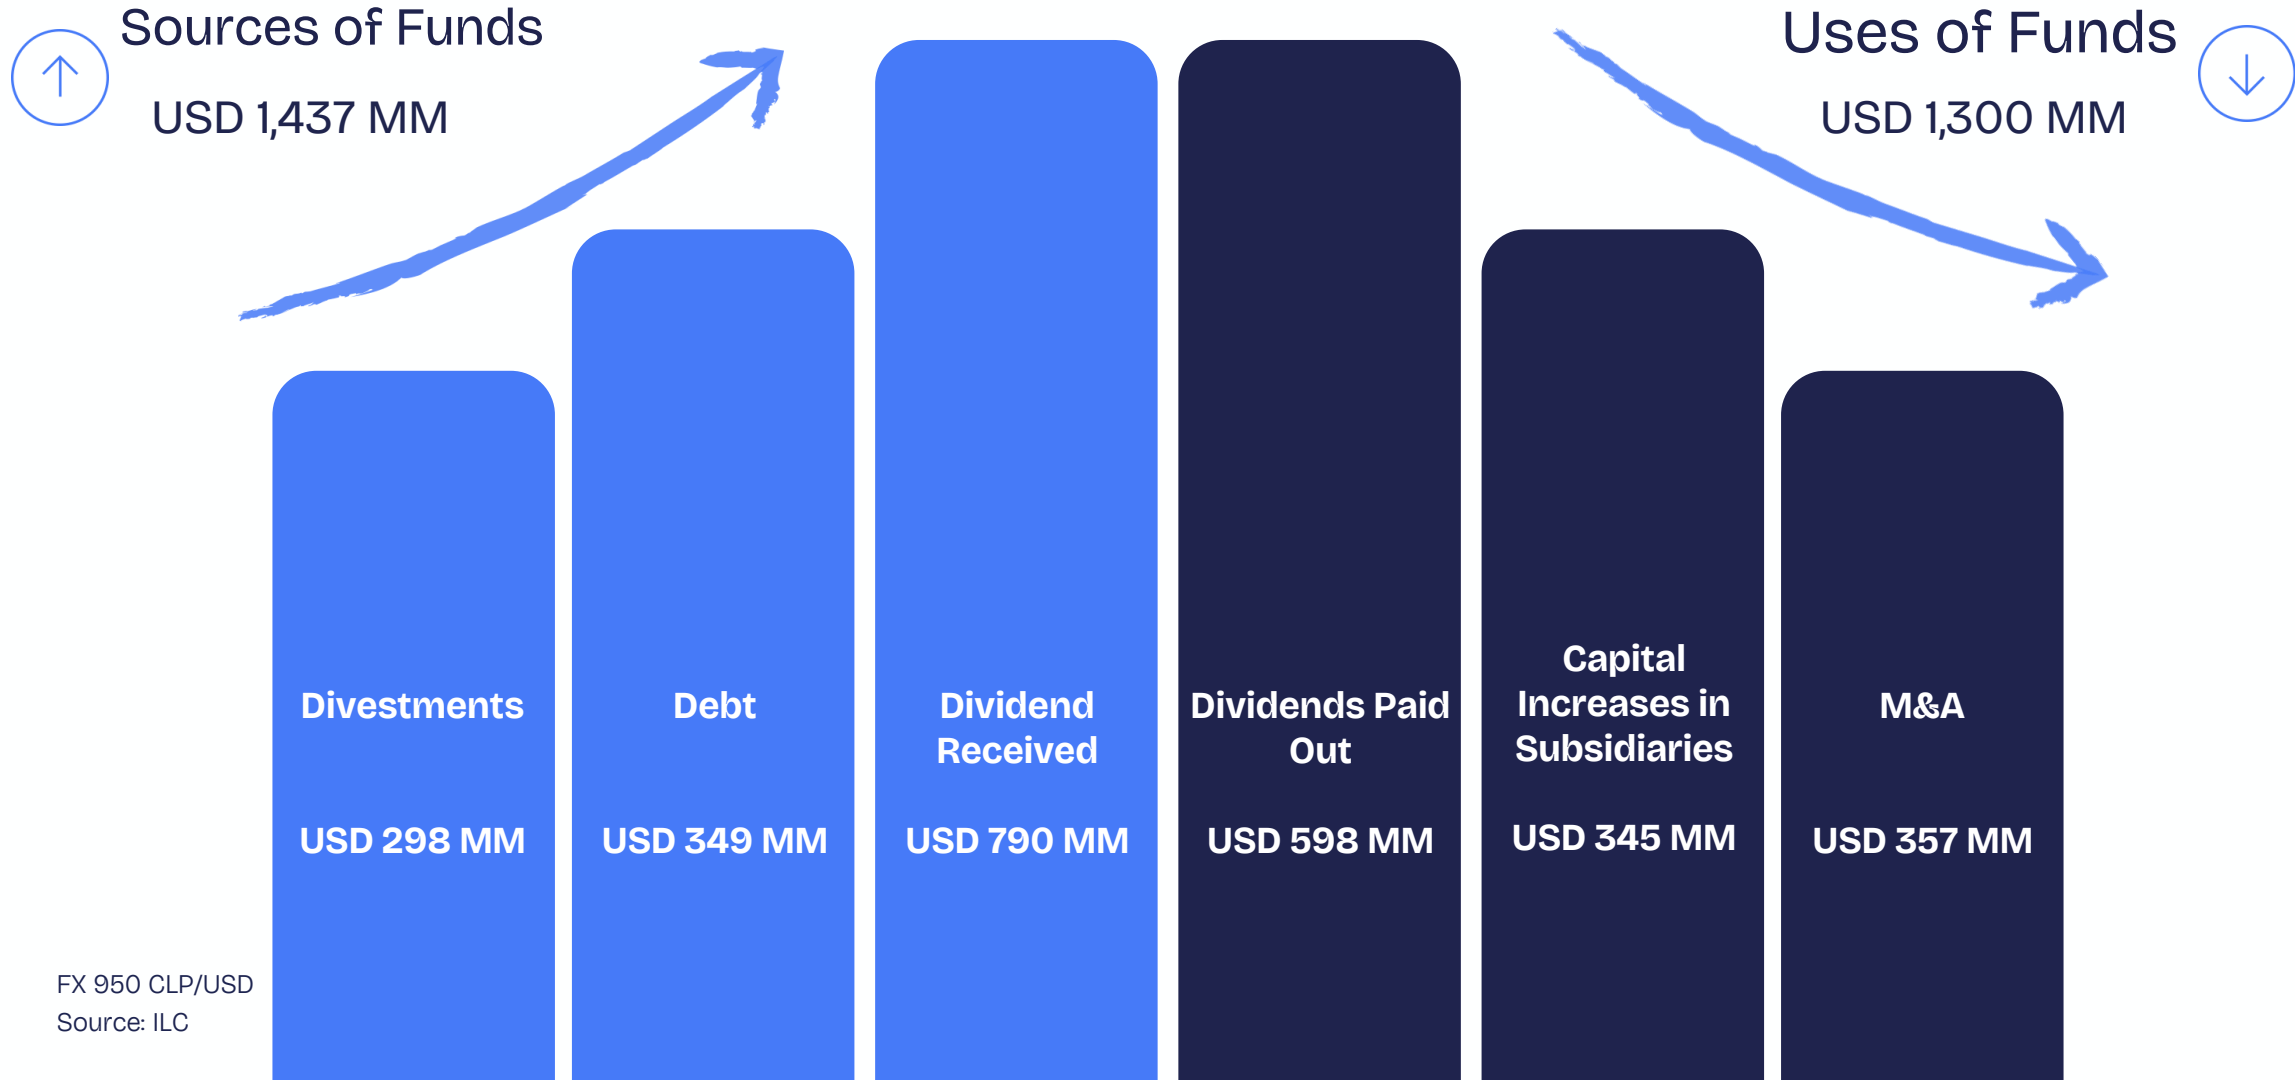 Sources of Funds
USD 1,437 MM
Uses of Funds
USD 1,300 MM
Divestments
USD 298 MM
Debt
USD 349 MM
Dividend
Received
USD 790 MM
Dividends Paid
Out
USD 598 MM
Capital
Increases in
Subsidiaries
USD 345 MM
M&A
USD 357 MM
FX 950 CLP/USD
Source: ILC